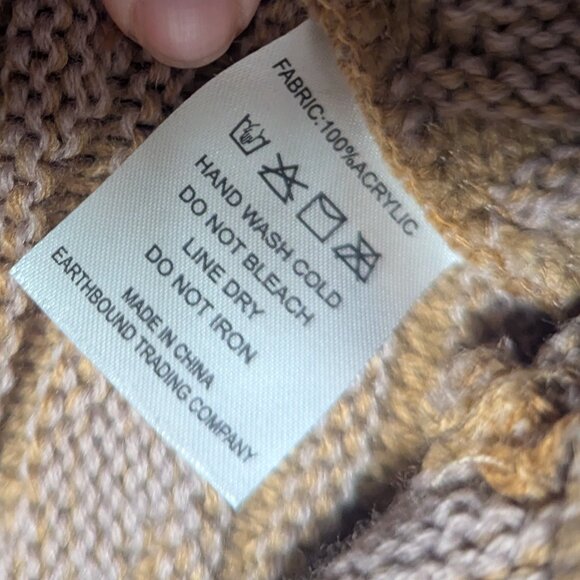 FABRIC:100%ACRYLIC
HAND WASH COLD
DO NOT BLEACH
LINE DRY
DO NOT IRON
MADE IN CHINA
EARTHBOUND TRADING COMPANY